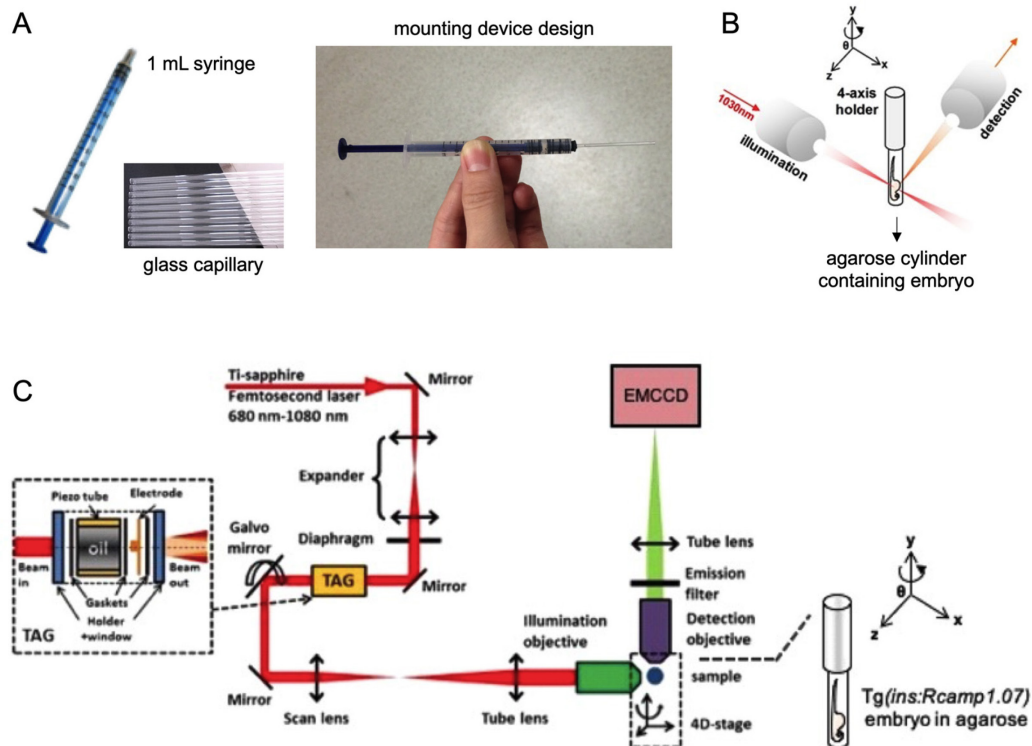 A
mounting device design
1 mL syringe
glass capillary
B
y
θ
z
x
4-axis
holder
1030nm
illumination
detection
agarose cylinder
containing embryo
C
Ti-sapphire
Femtosecond laser
680 nm-1080 nm
Mirror
Expander
Diaphragm
Mirror
Galvo
mirror
TAG
Piezo tube
Electrode
oil
Beam
in
Beam
out
Gaskets
Holder
+window
TAG
Mirror
Scan lens
Tube lens
Illumination
objective
EMCCD
Tube lens
Emission
filter
Detection
objective
sample
4D-stage
y
θ
z
x
Tg(ins:Rcamp1.07)
embryo in agarose